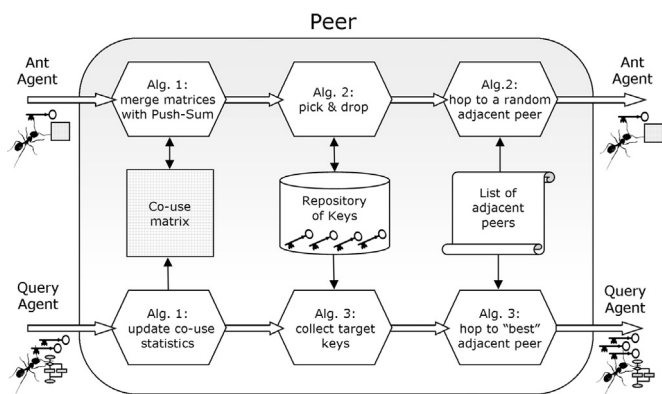 Peer
Ant
Agent
Alg. 1:
merge matrices
with Push-Sum
Alg. 2:
pick & drop
Alg.2:
hop to a random
adjacent peer
Ant
Agent
Co-use
matrix
Repository
of Keys
List of
adjacent
peers
Query
Agent
Alg. 1:
update co-use
statistics
Alg. 3:
collect target
keys
Alg. 3:
hop to “best”
adjacent peer
Query
Agent